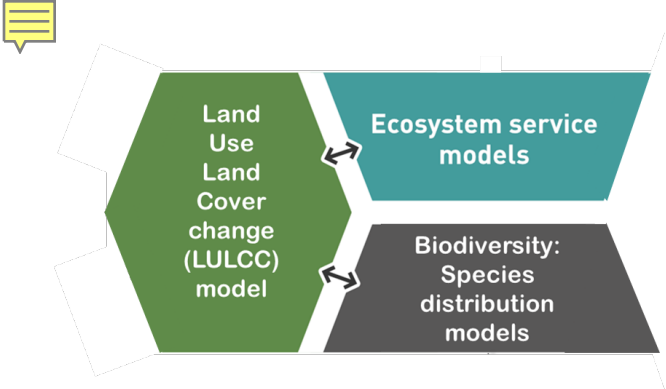 Land
Use
Land
Cover
change
(LULCC)
model
Ecosystem service
models
Biodiversity:
Species
distribution
models